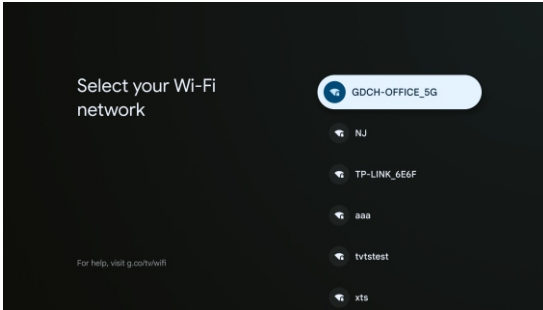 Select your Wi-Fi
network
For help, visit g.co/tv/wifi
GDCH-OFFICE_5G
NJ
TP-LINK_6E6F
aaa
tvtstest
xts